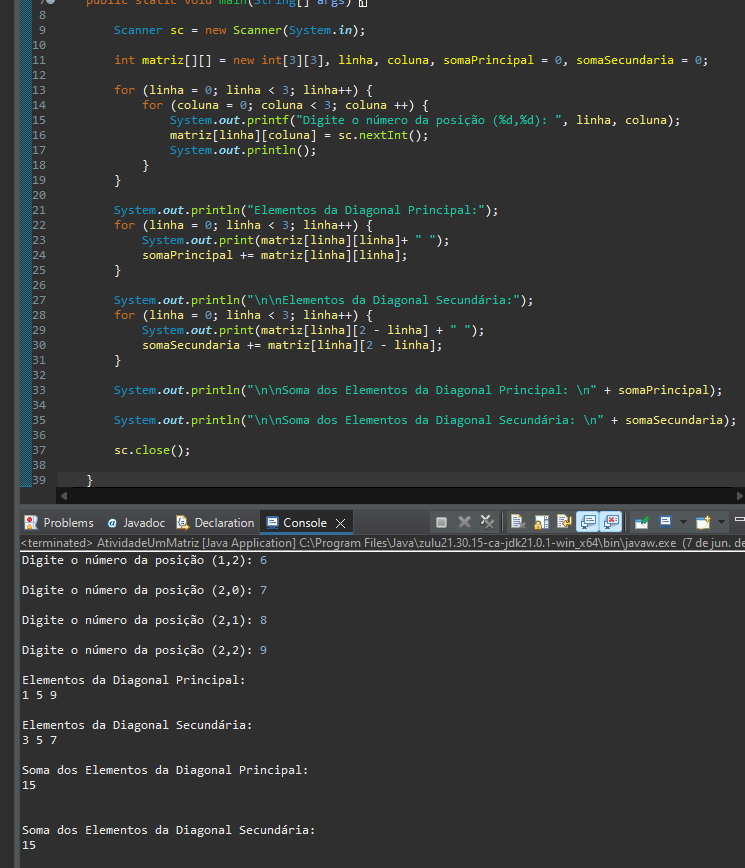 7 public static void main(String[] args) {
8
9 Scanner sc = new Scanner(System.in);
10
11 int matriz[][] = new int[3][3], linha, coluna, somaPrincipal = 0, somaSecundaria = 0;
12
13 for (linha = 0; linha < 3; linha++) {
14 for (coluna = 0; coluna < 3; coluna ++) {
15 System.out.printf("Digite o número da posição (%d,%d): ", linha, coluna);
16 matriz[linha][coluna] = sc.nextInt();
17 System.out.println();
18 }
19 }
20
21 System.out.println("Elementos da Diagonal Principal:");
22 for (linha = 0; linha < 3; linha++) {
23 System.out.print(matriz[linha][linha]+ " ");
24 somaPrincipal += matriz[linha][linha];
25 }
26
27 System.out.println("\n\nElementos da Diagonal Secundária:");
28 for (linha = 0; linha < 3; linha++) {
29 System.out.print(matriz[linha][2 - linha] + " ");
30 somaSecundaria += matriz[linha][2 - linha];
31 }
32
33 System.out.println("\n\nSoma dos Elementos da Diagonal Principal: \n" + somaPrincipal);
34
35 System.out.println("\n\nSoma dos Elementos da Diagonal Secundária: \n" + somaSecundaria);
36
37 sc.close();
38
39 }
Problems @ Javadoc Declaration Console
<terminated> AtividadeUmMatriz [Java Application] C:\Program Files\Java\zulu21.30.15-ca-jdk21.0.1-win_x64\bin\javaw.exe (7 de jun. de
Digite o número da posição (1,2): 6
Digite o número da posição (2,0): 7
Digite o número da posição (2,1): 8
Digite o número da posição (2,2): 9
Elementos da Diagonal Principal:
1 5 9
Elementos da Diagonal Secundária:
3 5 7
Soma dos Elementos da Diagonal Principal:
15
Soma dos Elementos da Diagonal Secundária:
15